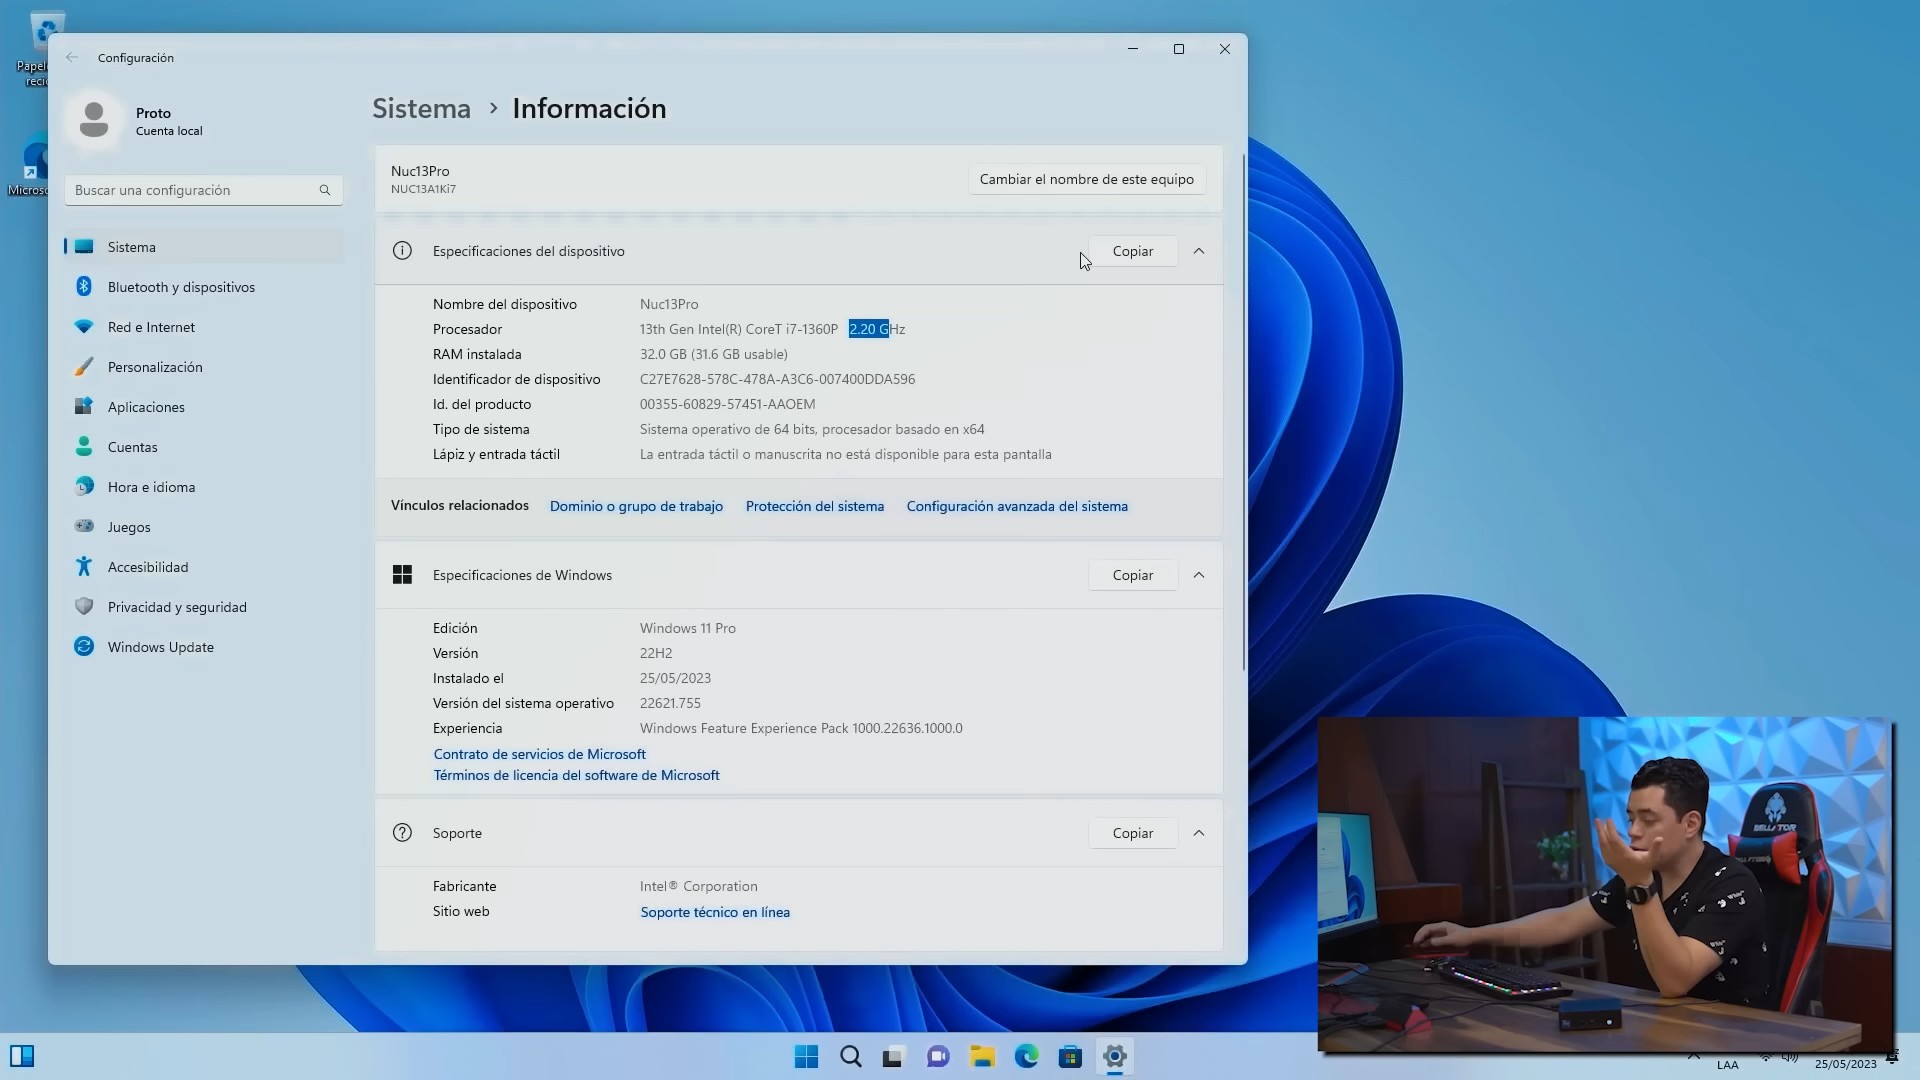 Configuración
Proto
Cuenta local
Buscar una configuración
Sistema
Bluetooth y dispositivos
Red e Internet
Personalización
Aplicaciones
Cuentas
Hora e idioma
Juegos
Accesibilidad
Privacidad y seguridad
Windows Update
Sistema > Información
Nuc13Pro
NUC13A1Ki7
Cambiar el nombre de este equipo
Especificaciones del dispositivo
Copiar
Nombre del dispositivo Nuc13Pro
Procesador 13th Gen Intel(R) CoreT i7-1360P 2.20 GHz
RAM instalada 32.0 GB (31.6 GB usable)
Identificador de dispositivo C27E7628-578C-478A-A3C6-007400DDA596
Id. del producto 00355-60829-57451-AAOEM
Tipo de sistema Sistema operativo de 64 bits, procesador basado en x64
Lápiz y entrada táctil La entrada táctil o manuscrita no está disponible para esta pantalla
Vínculos relacionados Dominio o grupo de trabajo Protección del sistema Configuración avanzada del sistema
Especificaciones de Windows
Copiar
Edición Windows 11 Pro
Versión 22H2
Instalado el 25/05/2023
Versión del sistema operativo 22621.755
Experiencia Windows Feature Experience Pack 1000.22636.1000.0
Contrato de servicios de Microsoft
Términos de licencia del software de Microsoft
Soporte
Copiar
Fabricante Intel® Corporation
Sitio web Soporte técnico en línea
BELLATOR
LAA
25/05/2023